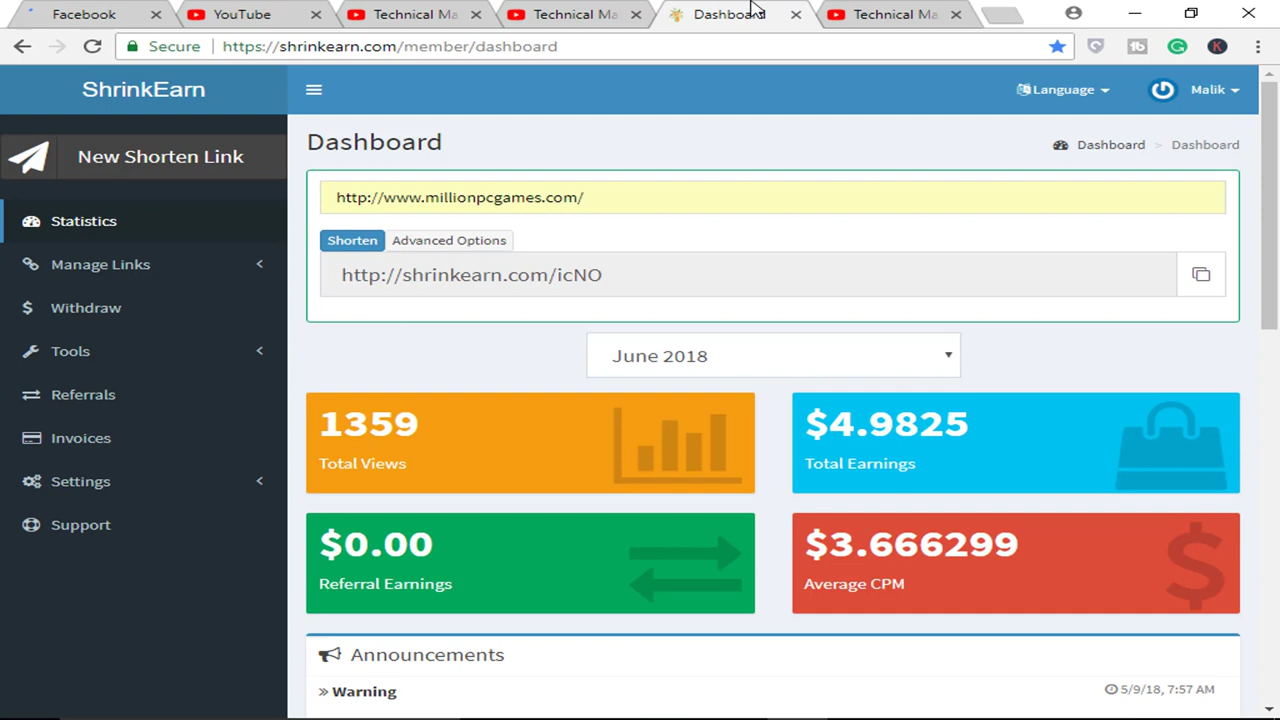 Facebook
YouTube
Technical Ma
Technical Ma
Dashboard
Technical Ma
Secure
https://shrinkearn.com/member/dashboard
ShrinkEarn
Language
Malik
New Shorten Link
Dashboard
Dashboard > Dashboard
http://www.millionpcgames.com/
Statistics
Shorten
Advanced Options
Manage Links
http://shrinkearn.com/icNO
Withdraw
Tools
June 2018
Referrals
1359
$4.9825
Invoices
Total Views
Total Earnings
Settings
Support
$0.00
$3.666299
Referral Earnings
Average CPM
Announcements
» Warning
5/9/18, 7:57 AM